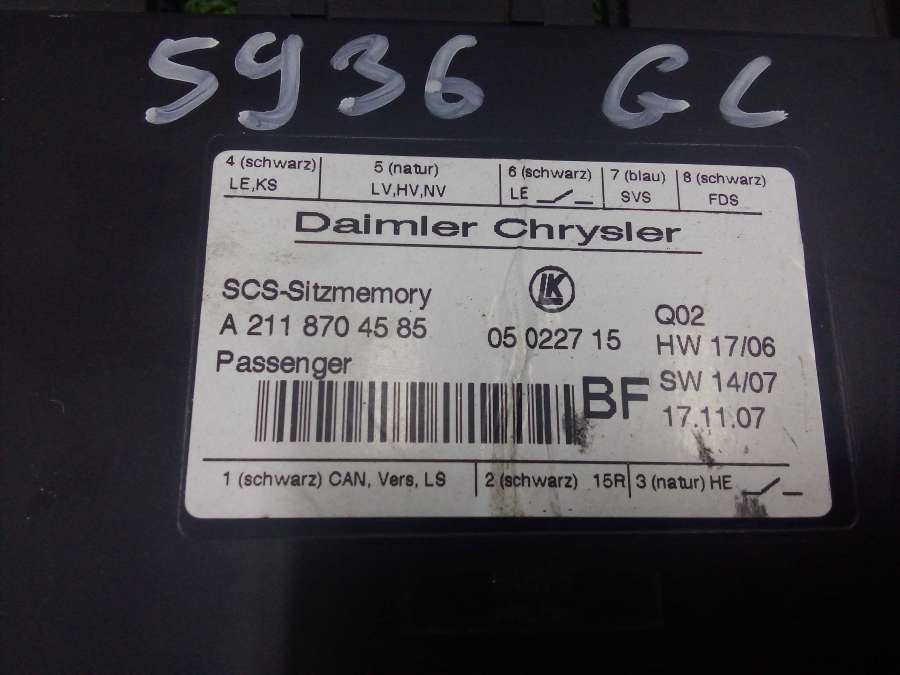 5936 GL
4 (schwarz) 5 (natur) 6 (schwarz) 7 (blau) 8 (schwarz)
LE,KS LV,HV,NV LE SVS FDS
Daimler Chrysler
SCS-Sitzmemory LK Q02
A 211 870 45 85 05 0227 15 HW 17/06
Passenger BF SW 14/07
17.11.07
1 (schwarz) CAN, Vers, LS 2 (schwarz) 15R 3 (natur) HE